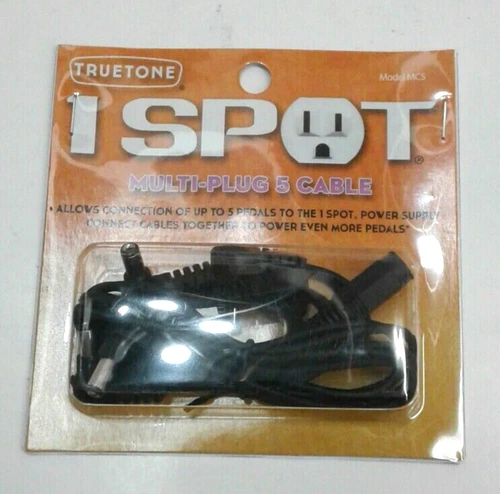 TRUETONE
Model MC5
1 SPOT
MULTI-PLUG 5 CABLE
• ALLOWS CONNECTION OF UP TO 5 PEDALS TO THE 1 SPOT. POWER SUPPLY
CONNECT CABLES TOGETHER TO POWER EVEN MORE PEDALS